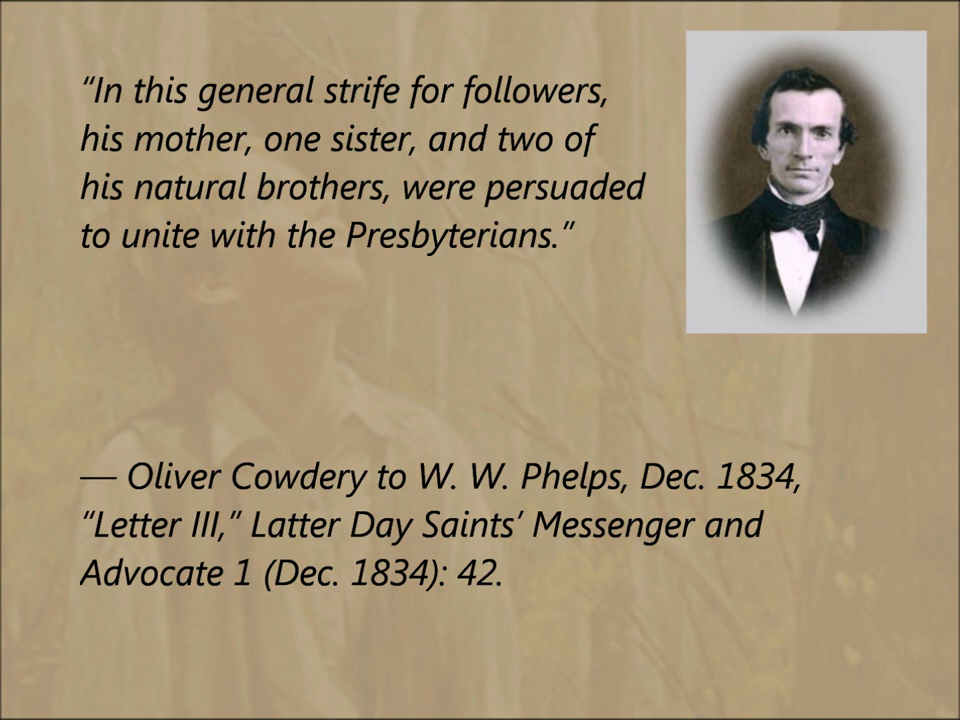 “In this general strife for followers,
his mother, one sister, and two of
his natural brothers, were persuaded
to unite with the Presbyterians.”
— Oliver Cowdery to W. W. Phelps, Dec. 1834,
“Letter III,” Latter Day Saints’ Messenger and
Advocate 1 (Dec. 1834): 42.